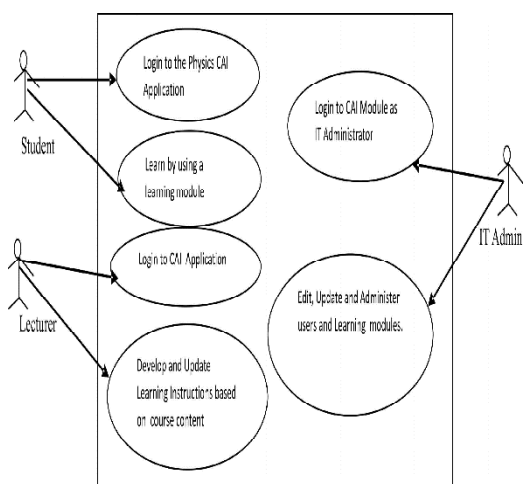 Login to the Physics CAI
Application
Student
Learn by using a
learning module
Login to CAI Application
Lecturer
Develop and Update
Learning Instructions based
on course content
Login to CAI Module as
IT Administrator
IT Admin
Edit, Update and Administer
users and Learning modules.